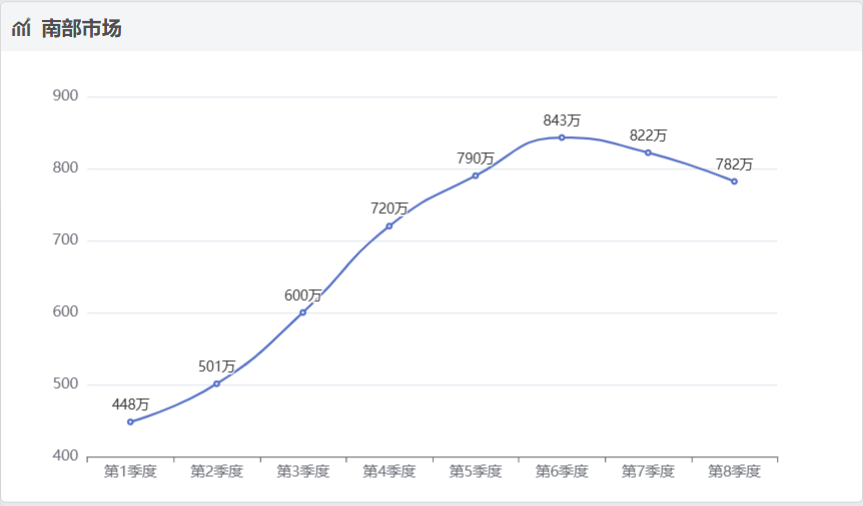 南部市场
900
800
700
600
500
400
448万
501万
600万
720万
790万
843万
822万
782万
第1季度 第2季度 第3季度 第4季度 第5季度 第6季度 第7季度 第8季度